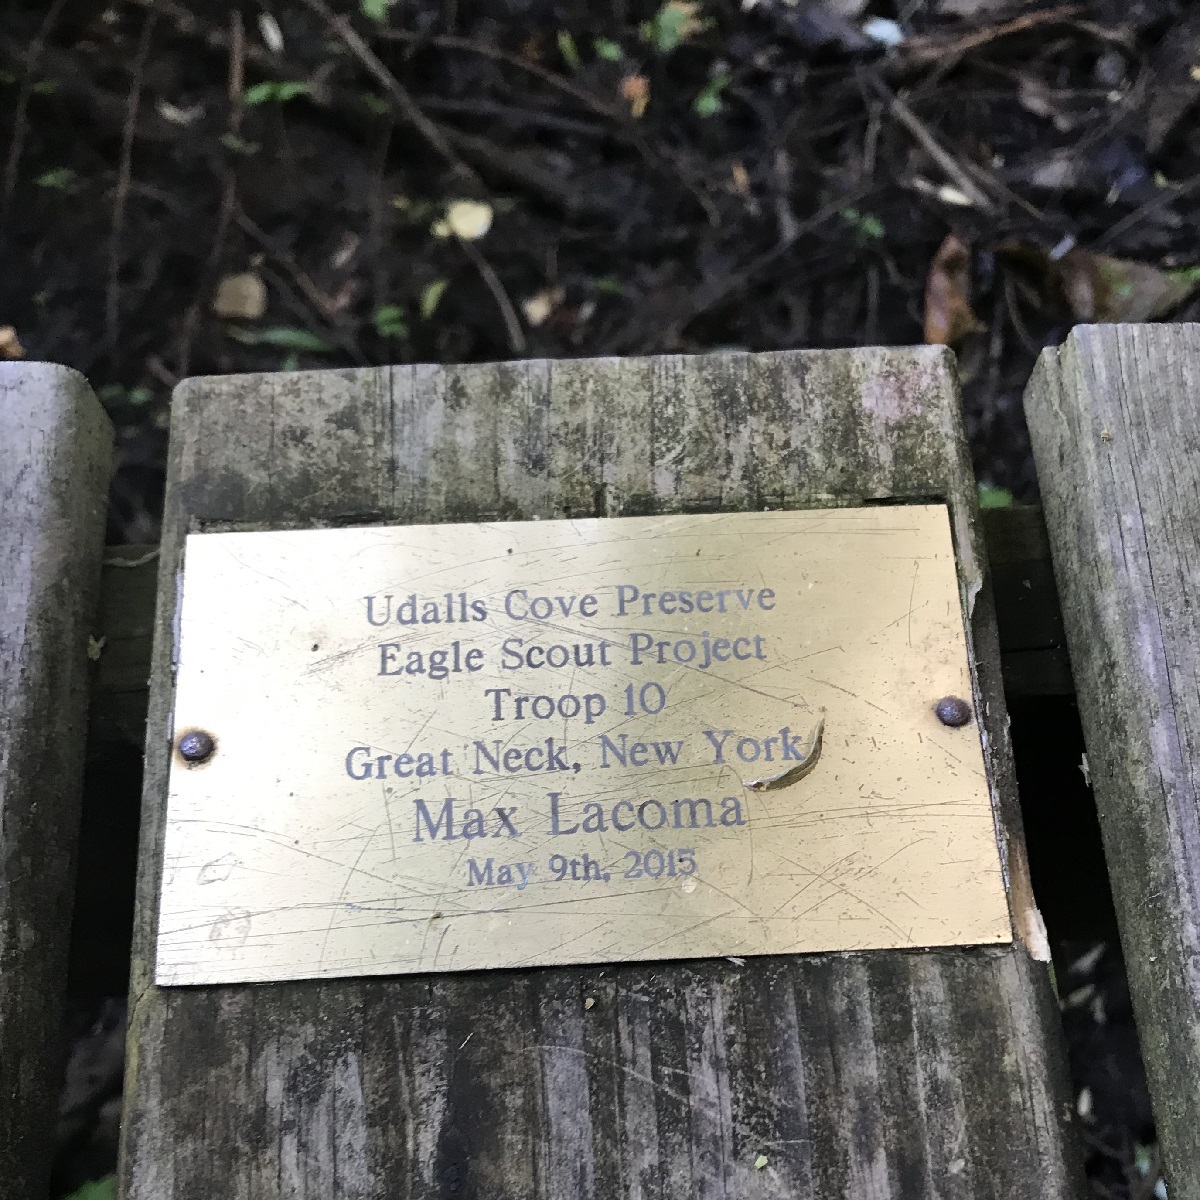 Udalls Cove Preserve
Eagle Scout Project
Troop 10
Great Neck, New York
Max Lacoma
May 9th, 2015